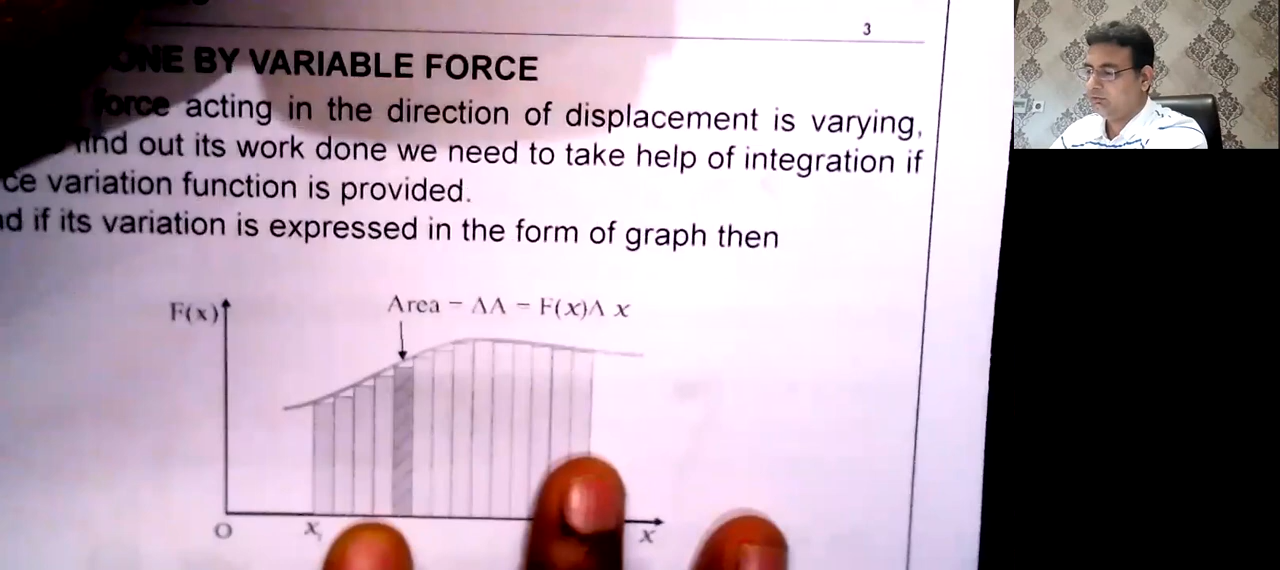 3
ONE BY VARIABLE FORCE
force acting in the direction of displacement is varying,
find out its work done we need to take help of integration if
ce variation function is provided.
d if its variation is expressed in the form of graph then
Area = ΔA = F(x)Δ x
F(x)
O
x